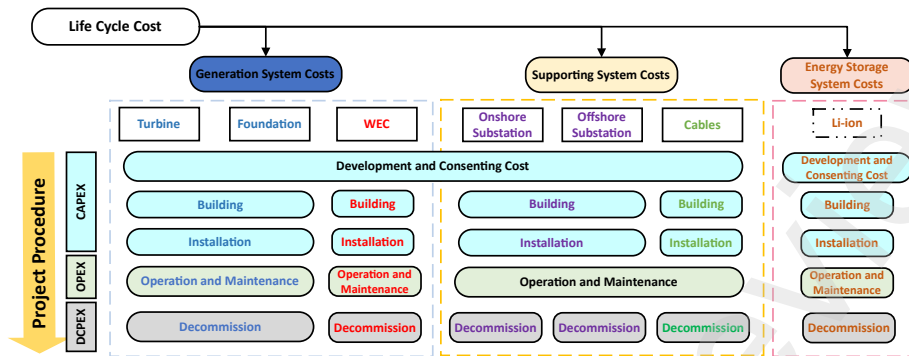 Life Cycle Cost
Generation System Costs
Supporting System Costs
Energy Storage
System Costs
Turbine
Foundation
WEC
Onshore
Substation
Offshore
Substation
Cables
Li-ion
Project Procedure
CAPEX
Development and Consenting Cost
Development and
Consenting Cost
Building
Building
Building
Building
Building
Installation
Installation
Installation
Installation
Installation
OPEX
Operation and Maintenance
Operation and
Maintenance
Operation and Maintenance
Operation and
Maintenance
DCPEX
Decommission
Decommission
Decommission
Decommission
Decommission
Decommission